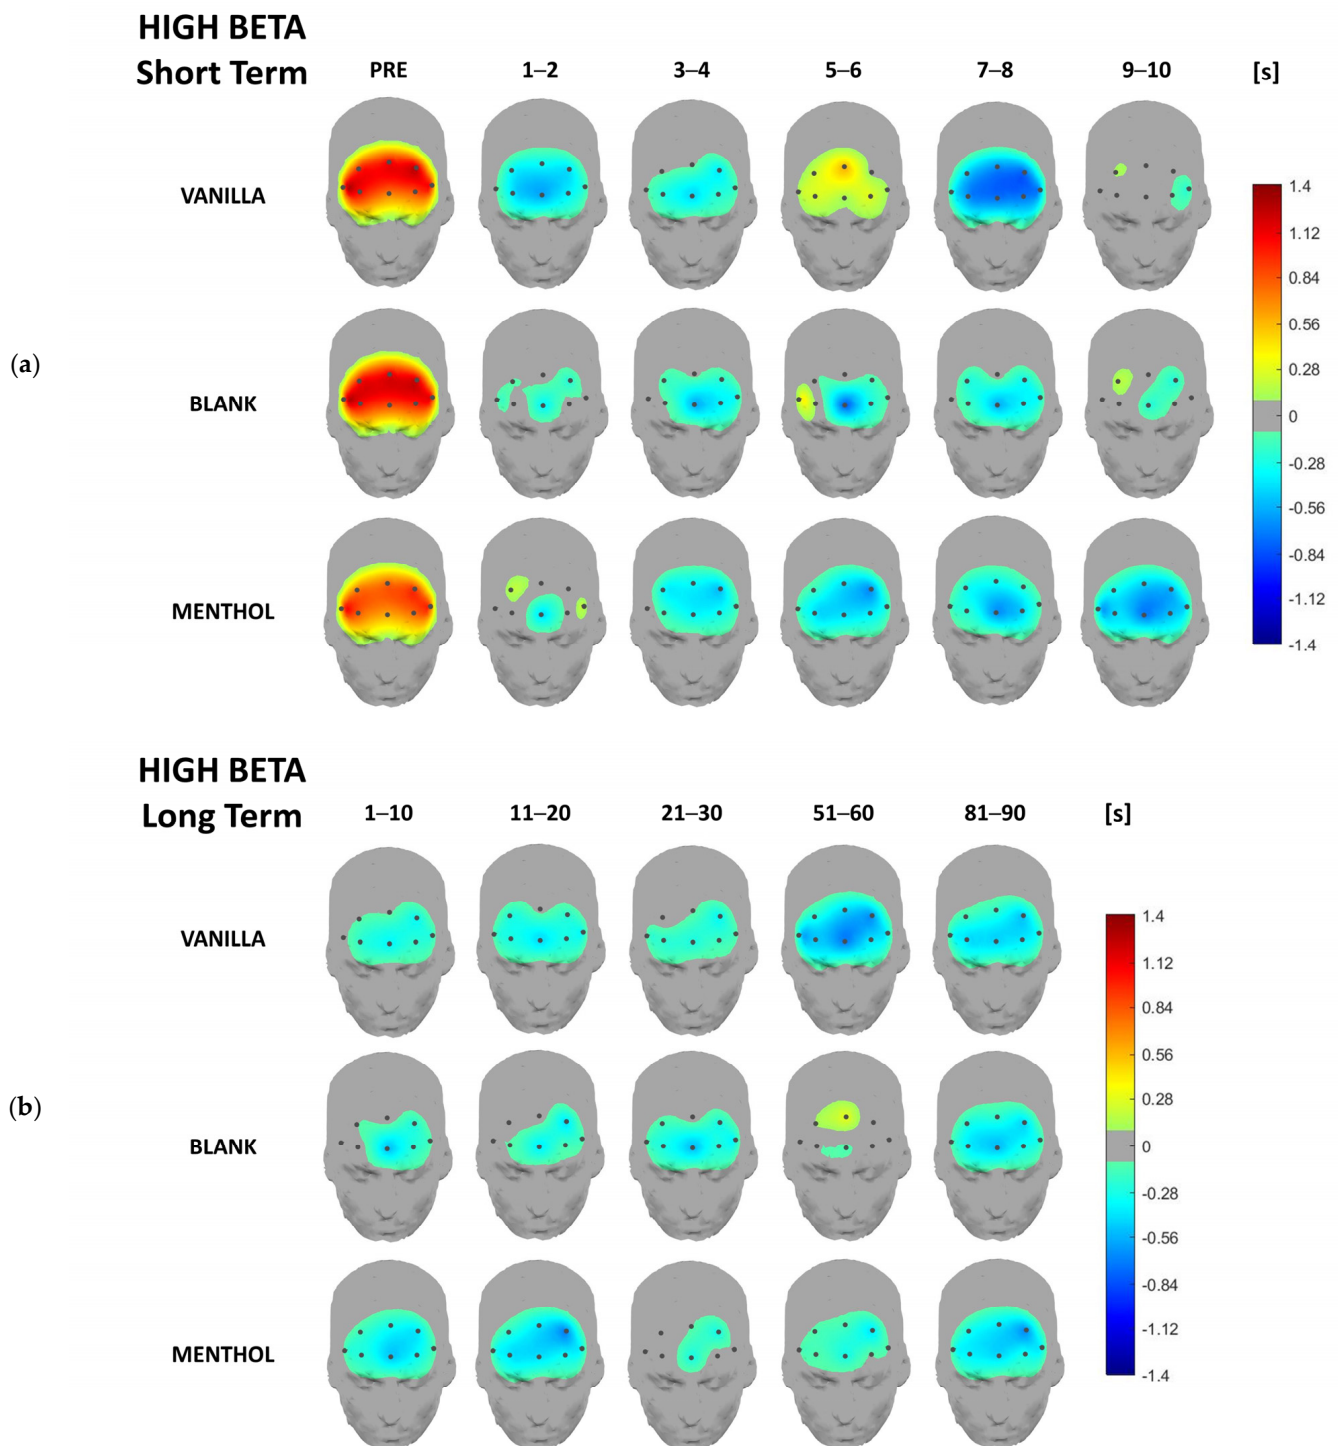 HIGH BETA
Short Term
PRE 1–2 3–4 5–6 7–8 9–10 [s]
VANILLA
1.4
1.12
0.84
0.56
0.28
0
-0.28
-0.56
-0.84
-1.12
-1.4
(a)
BLANK
MENTHOL
HIGH BETA
Long Term
1–10 11–20 21–30 51–60 81–90 [s]
VANILLA
1.4
1.12
0.84
0.56
0.28
0
-0.28
-0.56
-0.84
-1.12
-1.4
(b)
BLANK
MENTHOL